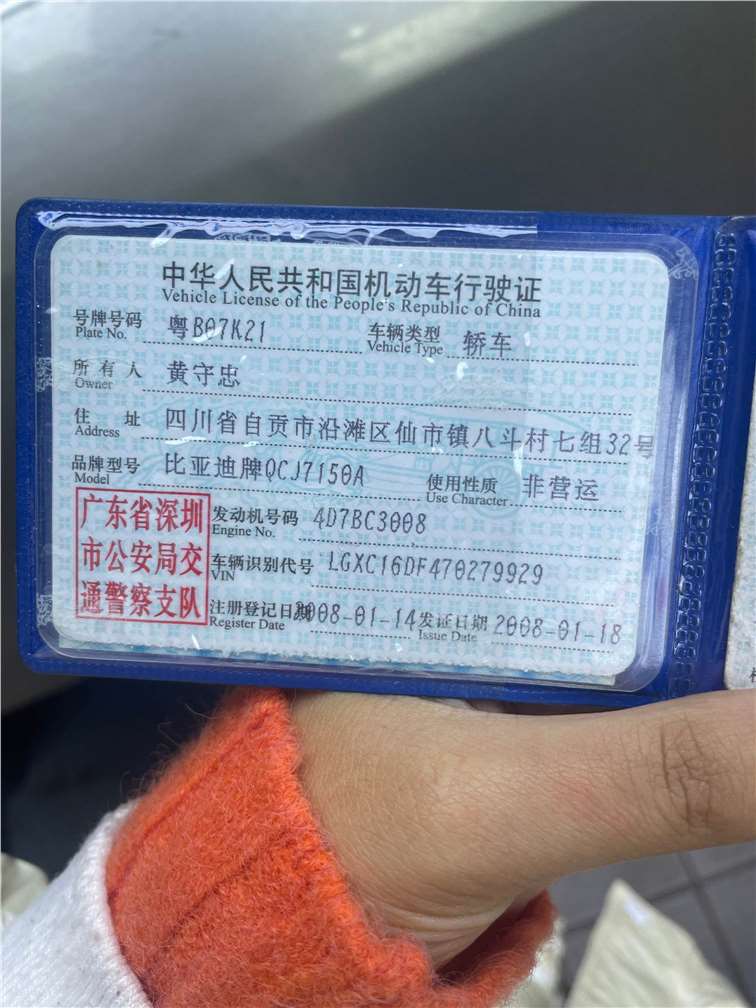 中华人民共和国机动车行驶证
Vehicle License of the People's Republic of China
号牌号码 粤B07K21 车辆类型 轿车
Plate No. Vehicle Type
所有人 黄守忠
Owner
住址 四川省自贡市沿滩区仙市镇八斗村七组32号
Address
品牌型号 比亚迪牌QCJ7150A 使用性质 非营运
Model Use Character
广东省深圳
市公安局交
通警察支队
发动机号码 4D7BC3008
Engine No.
车辆识别代号 LGXC16DF470279929
VIN
注册登记日期 2008-01-14 发证日期 2008-01-18
Register Date Issue Date